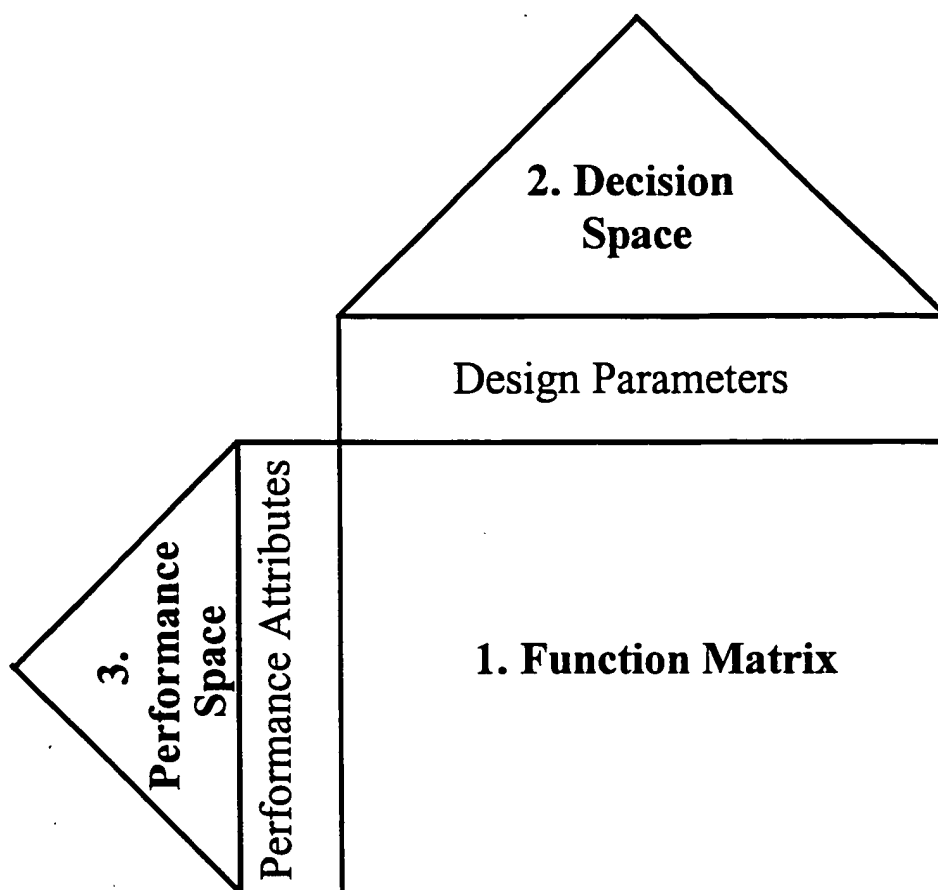 2. Decision
Space
Design Parameters
3.
Performance
Space
Performance Attributes
1. Function Matrix